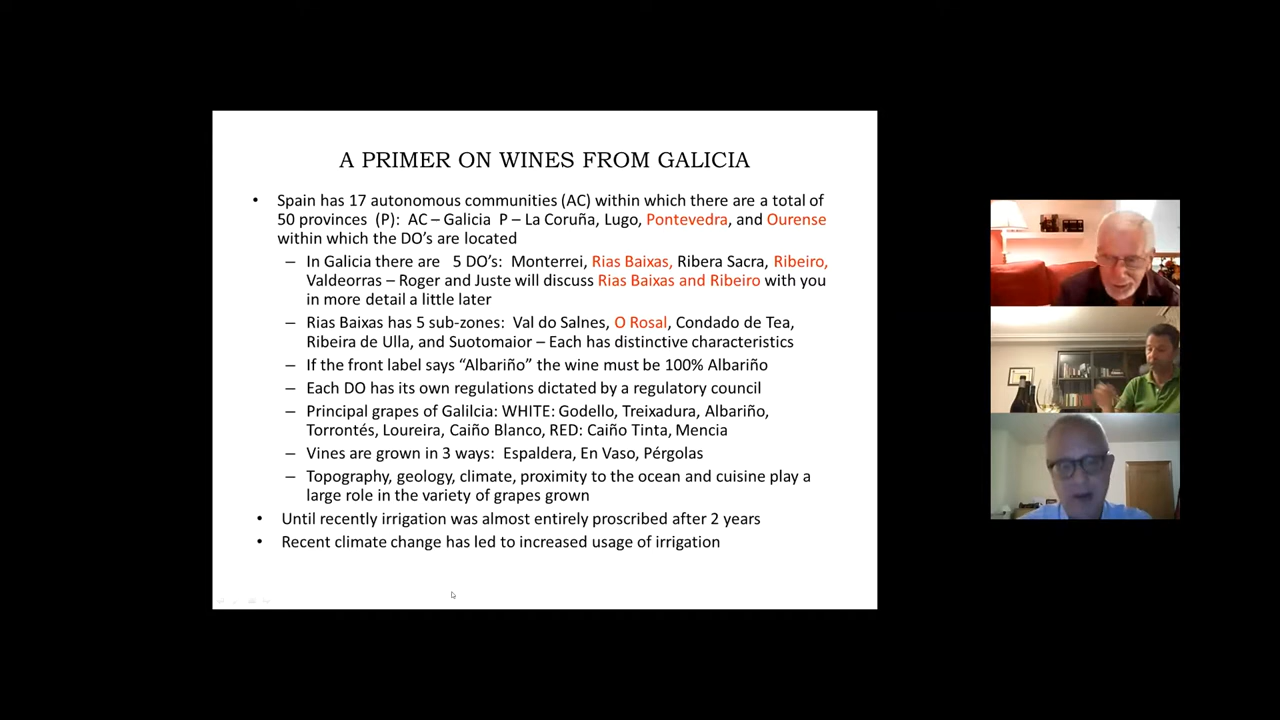 A PRIMER ON WINES FROM GALICIA
• Spain has 17 autonomous communities (AC) within which there are a total of
50 provinces (P): AC – Galicia P – La Coruña, Lugo, Pontevedra, and Ourense
within which the DO’s are located
– In Galicia there are 5 DO’s: Monterrei, Rias Baixas, Ribera Sacra, Ribeiro,
Valdeorras – Roger and Juste will discuss Rias Baixas and Ribeiro with you
in more detail a little later
– Rias Baixas has 5 sub-zones: Val do Salnes, O Rosal, Condado de Tea,
Ribeira de Ulla, and Suotomaior – Each has distinctive characteristics
– If the front label says “Albariño” the wine must be 100% Albariño
– Each DO has its own regulations dictated by a regulatory council
– Principal grapes of Galilcia: WHITE: Godello, Treixadura, Albariño,
Torrontés, Loureira, Caiño Blanco, RED: Caiño Tinta, Mencia
– Vines are grown in 3 ways: Espaldera, En Vaso, Pérgolas
– Topography, geology, climate, proximity to the ocean and cuisine play a
large role in the variety of grapes grown
• Until recently irrigation was almost entirely proscribed after 2 years
• Recent climate change has led to increased usage of irrigation